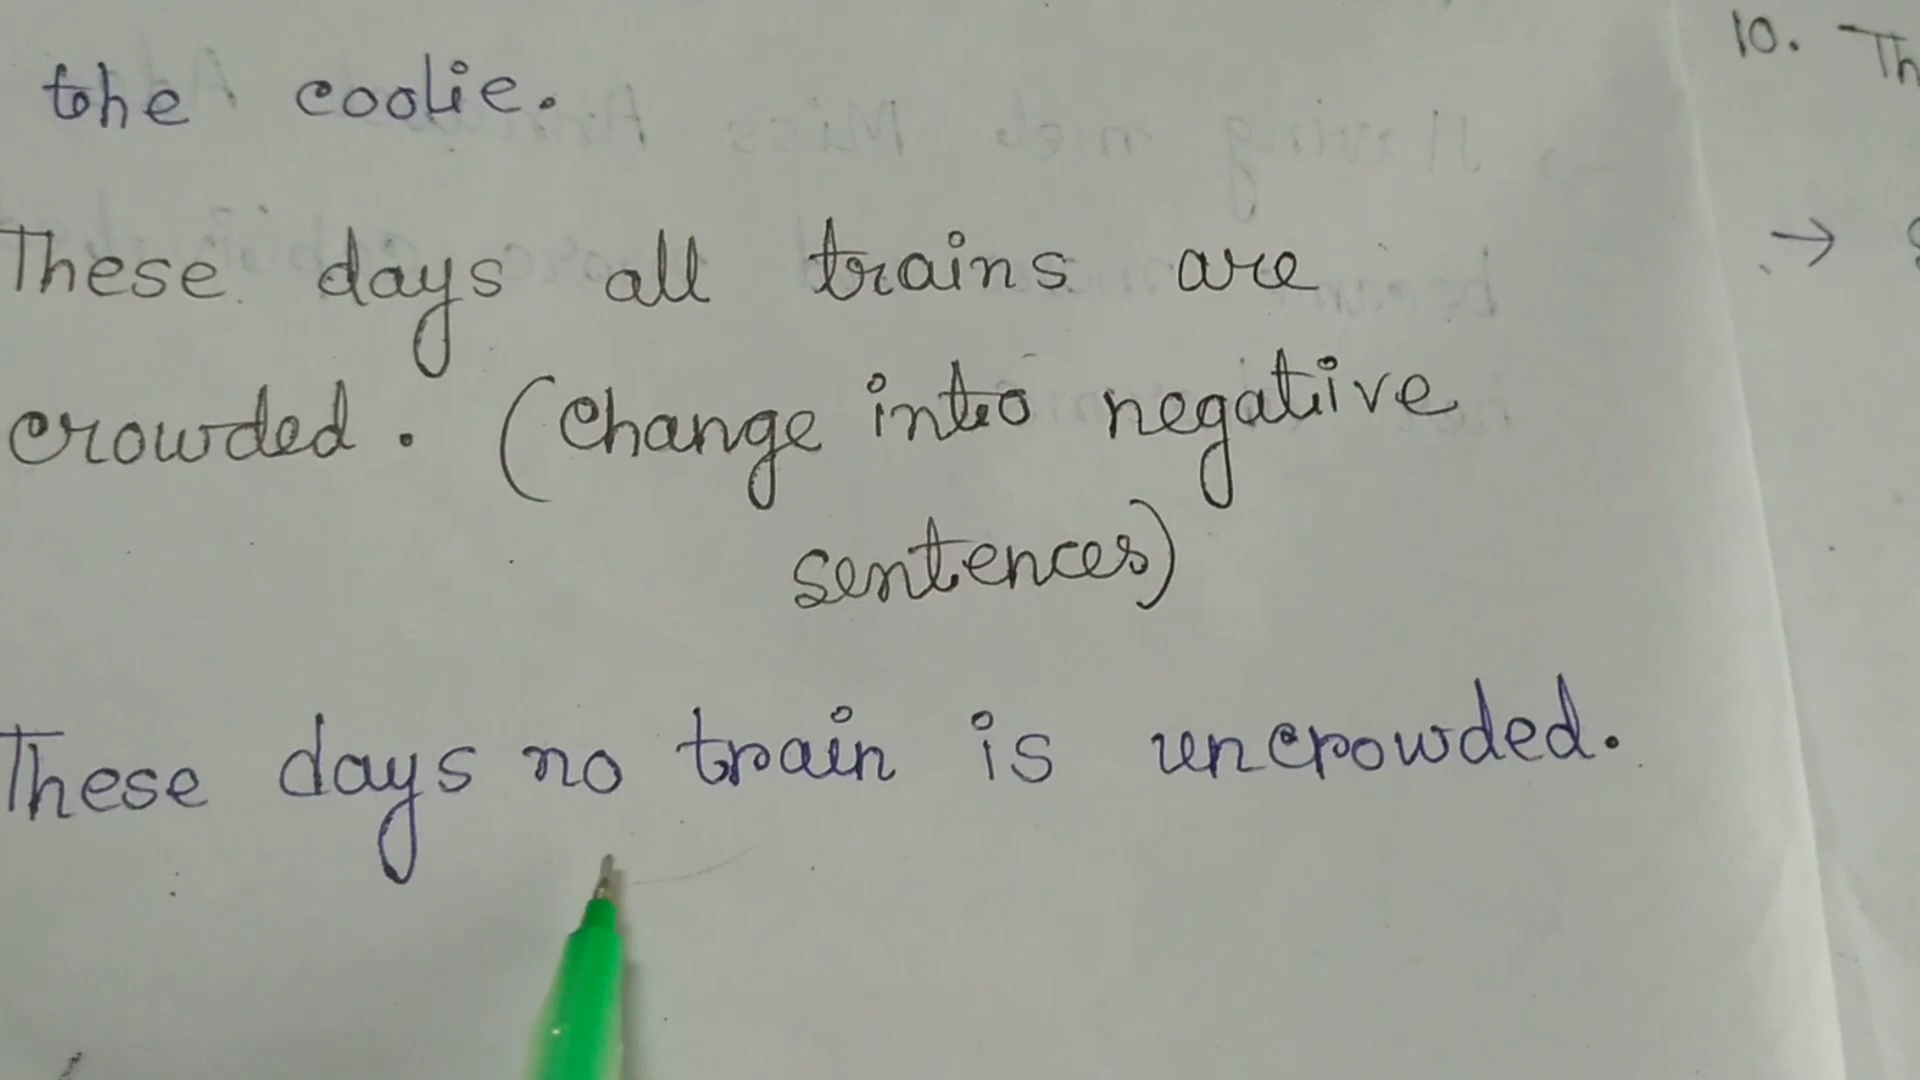 the coolie.
These days all trains are
crowded. (Change into negative
sentences)
These days no train is uncrowded.
10. Th
→